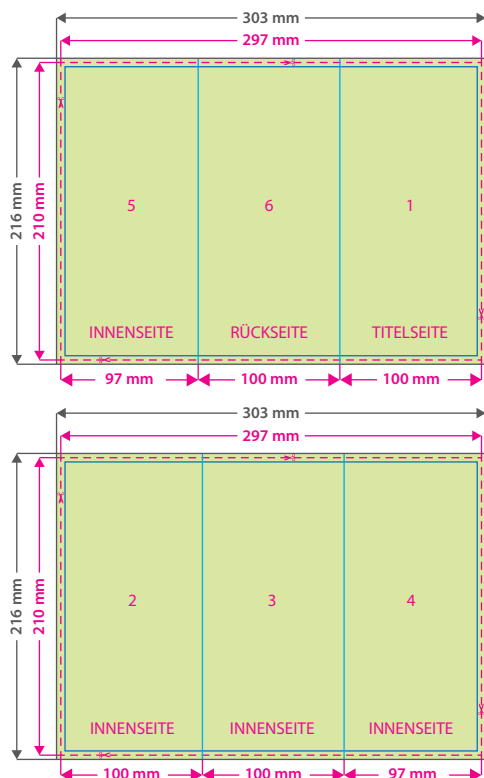 303 mm
297 mm
216 mm
210 mm
5
6
1
INNENSEITE
RÜCKSEITE
TITELSEITE
97 mm
100 mm
100 mm
303 mm
297 mm
216 mm
210 mm
2
3
4
INNENSEITE
INNENSEITE
INNENSEITE
100 mm
100 mm
97 mm